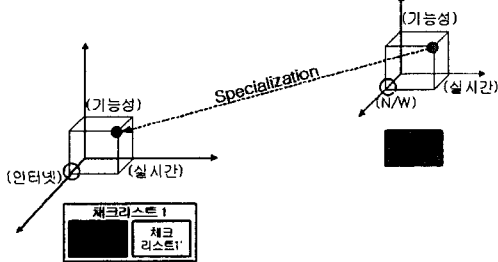 (기능성)
Specialization
(실시간)
(N/W)
(기능성)
(인터넷)
(실시간)
채크리스트 1
체크
리스트1'